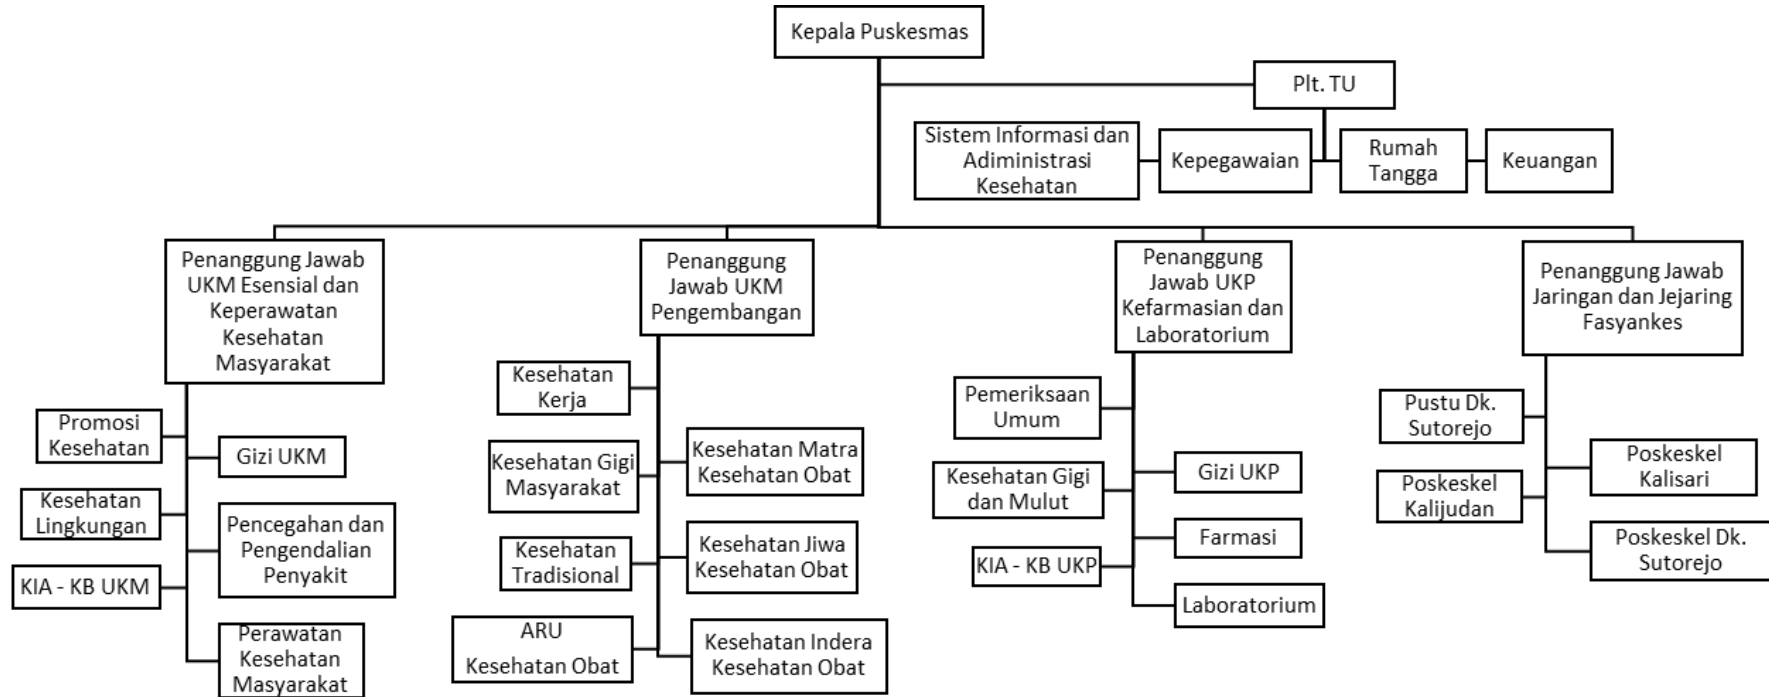 Kepala Puskesmas
Plt. TU
Sistem Informasi dan
Adiministrasi
Kesehatan
Kepegawaian
Rumah
Tangga
Keuangan
Penanggung Jawab
UKM Esensial dan
Keperawatan
Kesehatan
Masyarakat
Promosi
Kesehatan
Gizi UKM
Kesehatan
Lingkungan
Pencegahan dan
Pengendalian
Penyakit
KIA - KB UKM
Perawatan
Kesehatan
Masyarakat
Penanggung
Jawab UKM
Pengembangan
Kesehatan
Kerja
Kesehatan Matra
Kesehatan Obat
Kesehatan Gigi
Masyarakat
Kesehatan Jiwa
Kesehatan Obat
Kesehatan
Tradisional
ARU
Kesehatan Obat
Kesehatan Indera
Kesehatan Obat
Penanggung
Jawab UKP
Kefarmasian dan
Laboratorium
Pemeriksaan
Umum
Gizi UKP
Kesehatan Gigi
dan Mulut
Farmasi
KIA - KB UKP
Laboratorium
Penanggung Jawab
Jaringan dan Jejaring
Fasyankes
Pustu Dk.
Sutorejo
Poskeskel
Kalisari
Poskeskel
Kalijudan
Poskeskel Dk.
Sutorejo